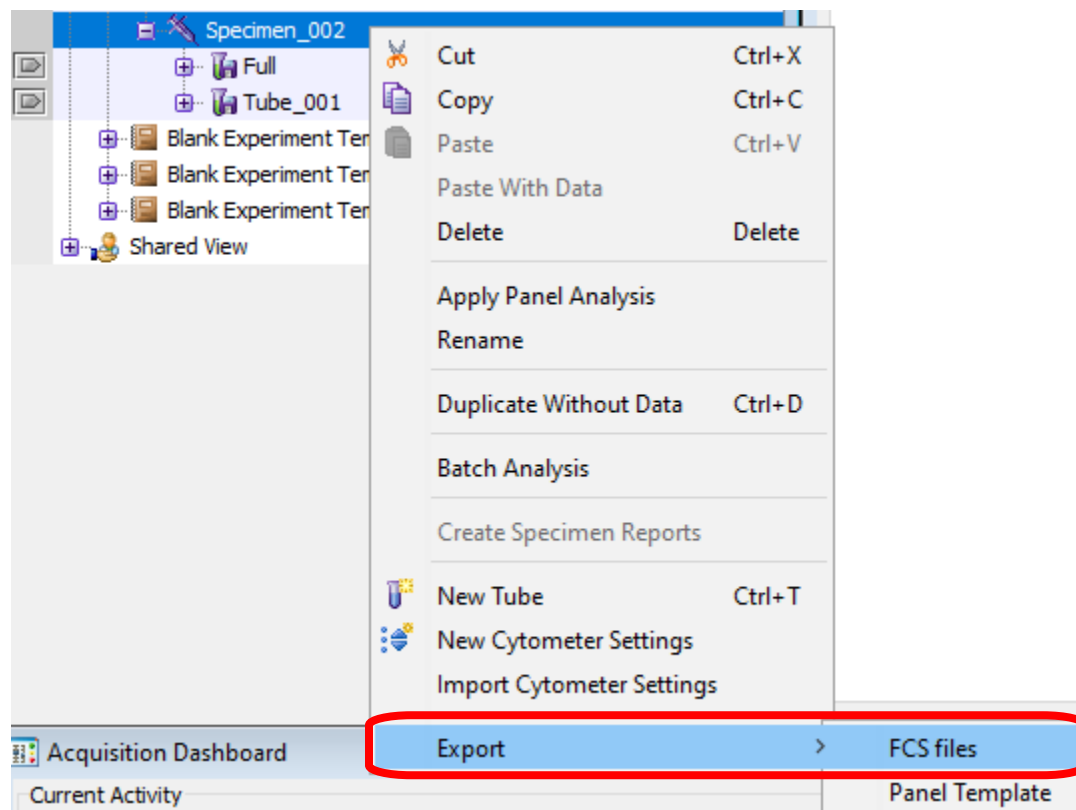 Specimen_002
Full
Tube_001
Blank Experiment Ter
Blank Experiment Ter
Blank Experiment Ter
Shared View
Cut Ctrl+X
Copy Ctrl+C
Paste Ctrl+V
Paste With Data
Delete Delete
Apply Panel Analysis
Rename
Duplicate Without Data Ctrl+D
Batch Analysis
Create Specimen Reports
New Tube Ctrl+T
New Cytometer Settings
Import Cytometer Settings
Export > FCS files
Panel Template
Acquisition Dashboard
Current Activity